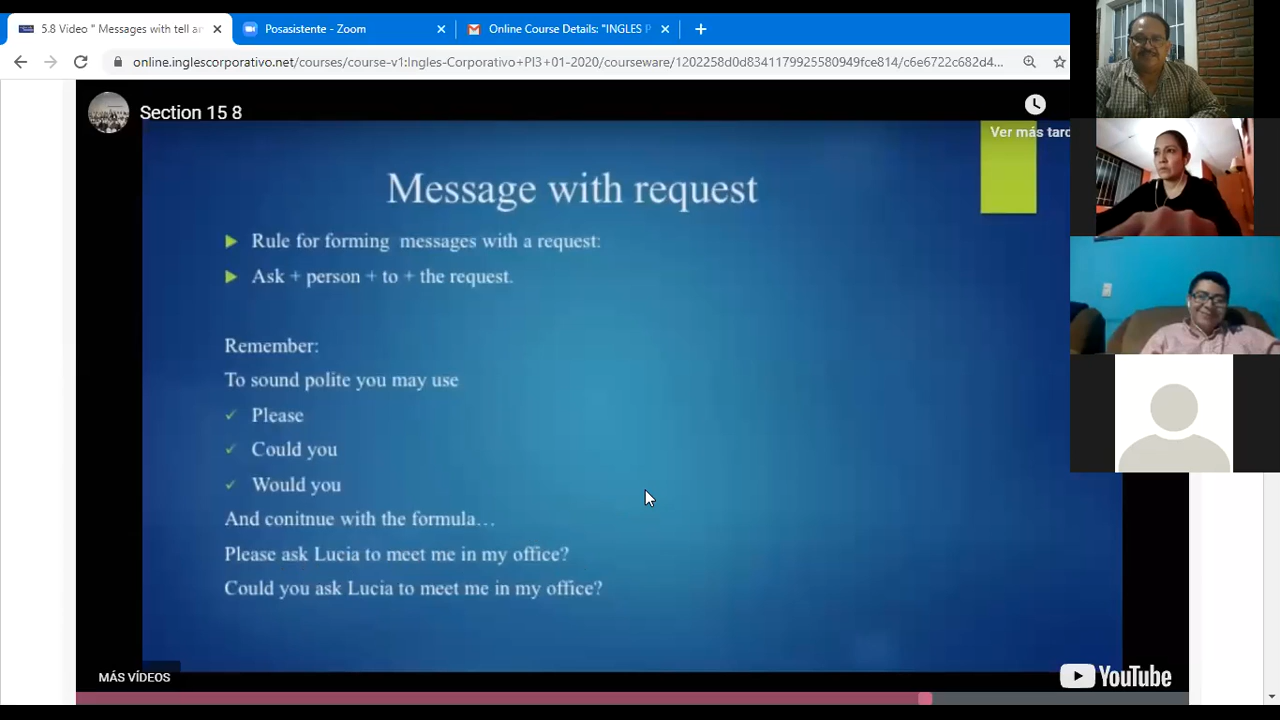 5.8 Video " Messages with tell an
Posasistente - Zoom
Online Course Details: "INGLES P
online.inglescorporativo.net/courses/course-v1:Ingles-Corporativo+PI3+01-2020/courseware/1202258d0d8341179925580949fce814/c6e6722c682d4...
Section 15 8
Ver más tard
Message with request
Rule for forming messages with a request:
Ask + person + to + the request.
Remember:
To sound polite you may use
Please
Could you
Would you
And conitnue with the formula…
Please ask Lucia to meet me in my office?
Could you ask Lucia to meet me in my office?
MÁS VÍDEOS
YouTube